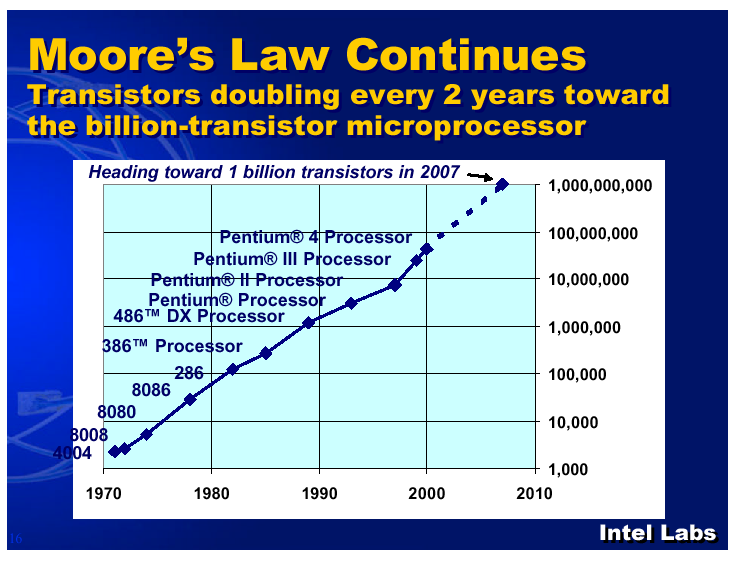 Moore's Law Continues
Transistors doubling every 2 years toward
the billion-transistor microprocessor
Heading toward 1 billion transistors in 2007
1,000,000,000
Pentium® 4 Processor
100,000,000
Pentium® III Processor
Pentium® II Processor
10,000,000
Pentium® Processor
486™ DX Processor
1,000,000
386™ Processor
286
100,000
8086
8080
10,000
8008
4004
1,000
1970 1980 1990 2000 2010
16
Intel Labs